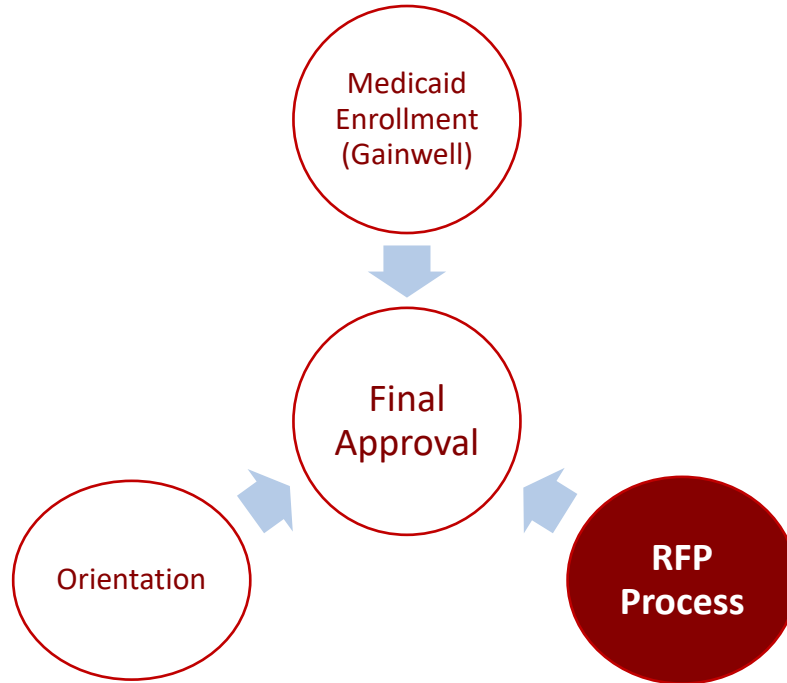 Medicaid
Enrollment
(Gainwell)
Final
Approval
Orientation
RFP
Process